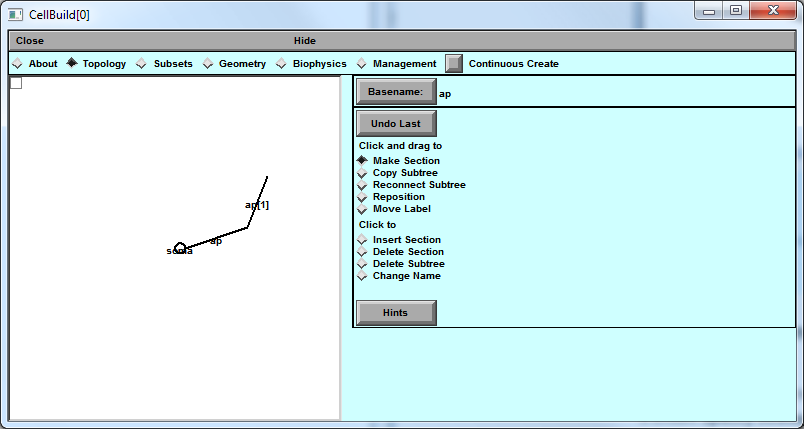 CellBuild[0]
Close Hide
About Topology Subsets Geometry Biophysics Management Continuous Create
Basename: ap
Undo Last
Click and drag to
Make Section
Copy Subtree
Reconnect Subtree
Reposition
Move Label
Click to
Insert Section
Delete Section
Delete Subtree
Change Name
Hints
ap[1]
ap
soma